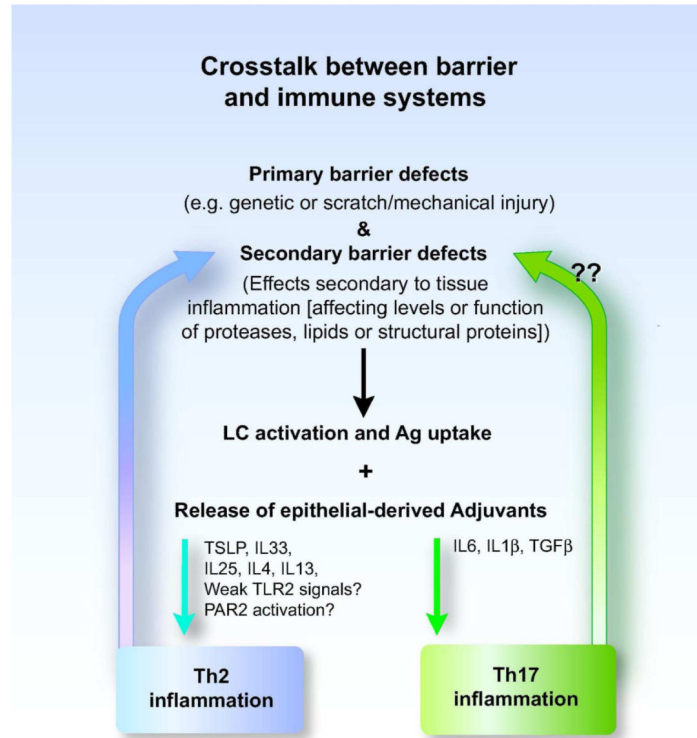 Crosstalk between barrier
and immune systems
Primary barrier defects
(e.g. genetic or scratch/mechanical injury)
&
Secondary barrier defects
??
(Effects secondary to tissue
inflammation [affecting levels or function
of proteases, lipids or structural proteins])
LC activation and Ag uptake
+
Release of epithelial-derived Adjuvants
TSLP, IL33,
IL25, IL4, IL13,
Weak TLR2 signals?
PAR2 activation?
IL6, IL1β, TGFβ
Th2
inflammation
Th17
inflammation